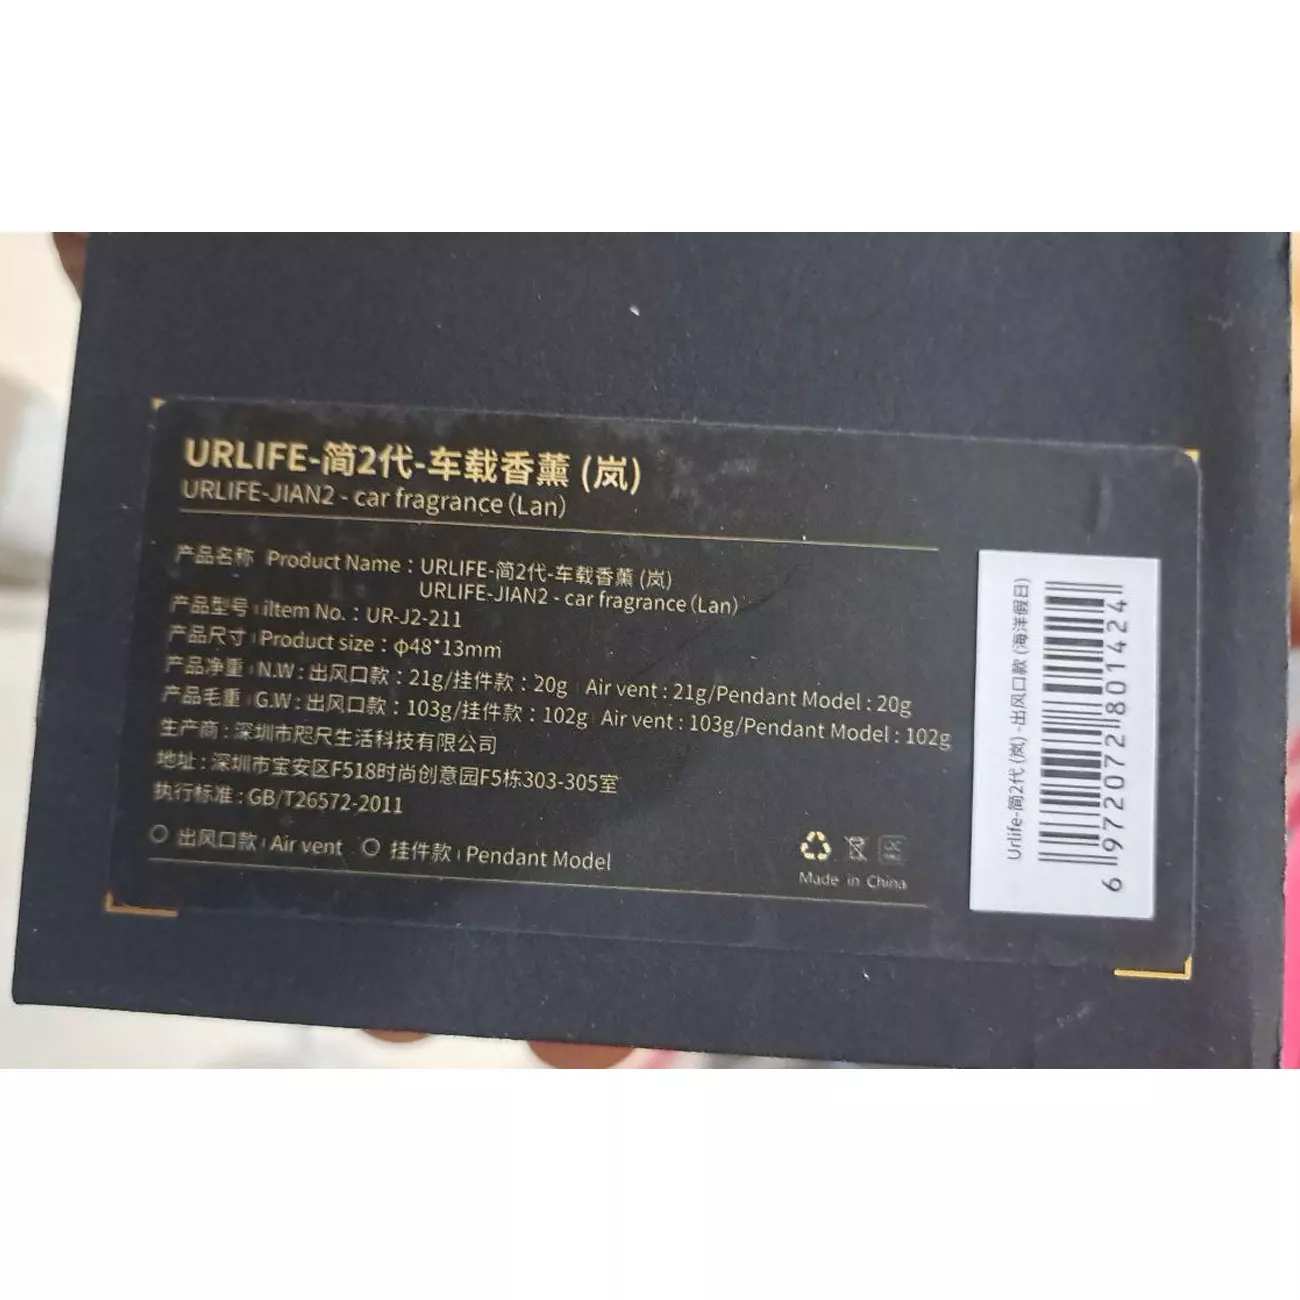 URLIFE-简2代-车载香薰 (岚)
URLIFE-JIAN2 - car fragrance (Lan)
产品名称 Product Name : URLIFE-简2代-车载香薰 (岚)
URLIFE-JIAN2 - car fragrance (Lan)
产品型号 | iItem No. : UR-J2-211
产品尺寸 | Product size : φ48*13mm
产品净重 | N.W : 出风口款 : 21g/挂件款 : 20g | Air vent : 21g/Pendant Model : 20g
产品毛重 | G.W : 出风口款 : 103g/挂件款 : 102g | Air vent : 103g/Pendant Model : 102g
生产商 : 深圳市咫尺生活科技有限公司
地址 : 深圳市宝安区F518时尚创意园F5栋303-305室
执行标准 : GB/T26572-2011
出风口款 | Air vent 挂件款 | Pendant Model
Made in China
Urlife-简2代 (岚) -出风口款 (海洋假日)
6 972072 801424